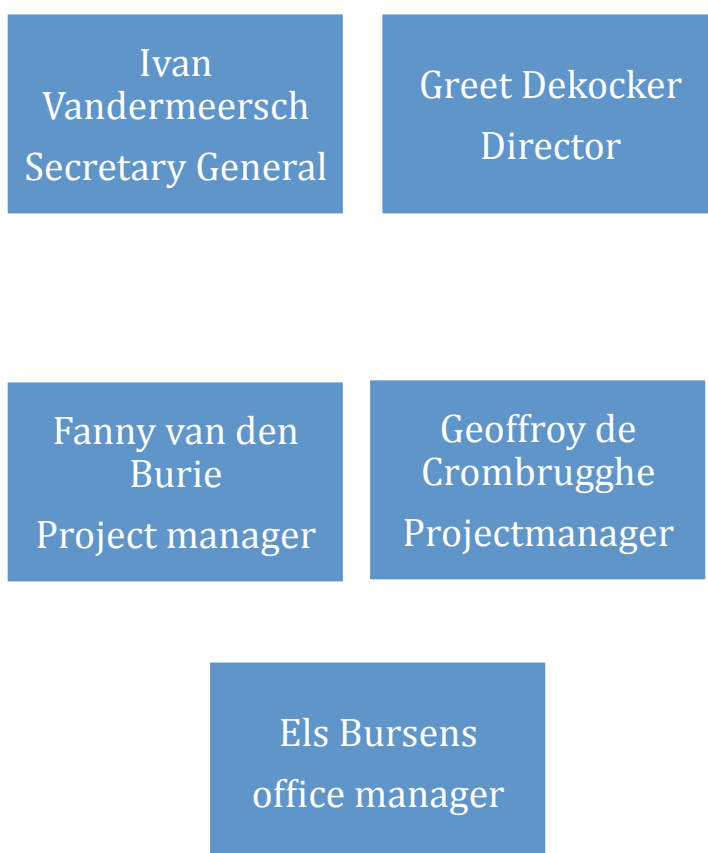 Ivan
Vandermeersch
Secretary General
Greet Dekocker
Director
Fanny van den
Burie
Project manager
Geoffroy de
Crombrugghe
Projectmanager
Els Bursens
office manager